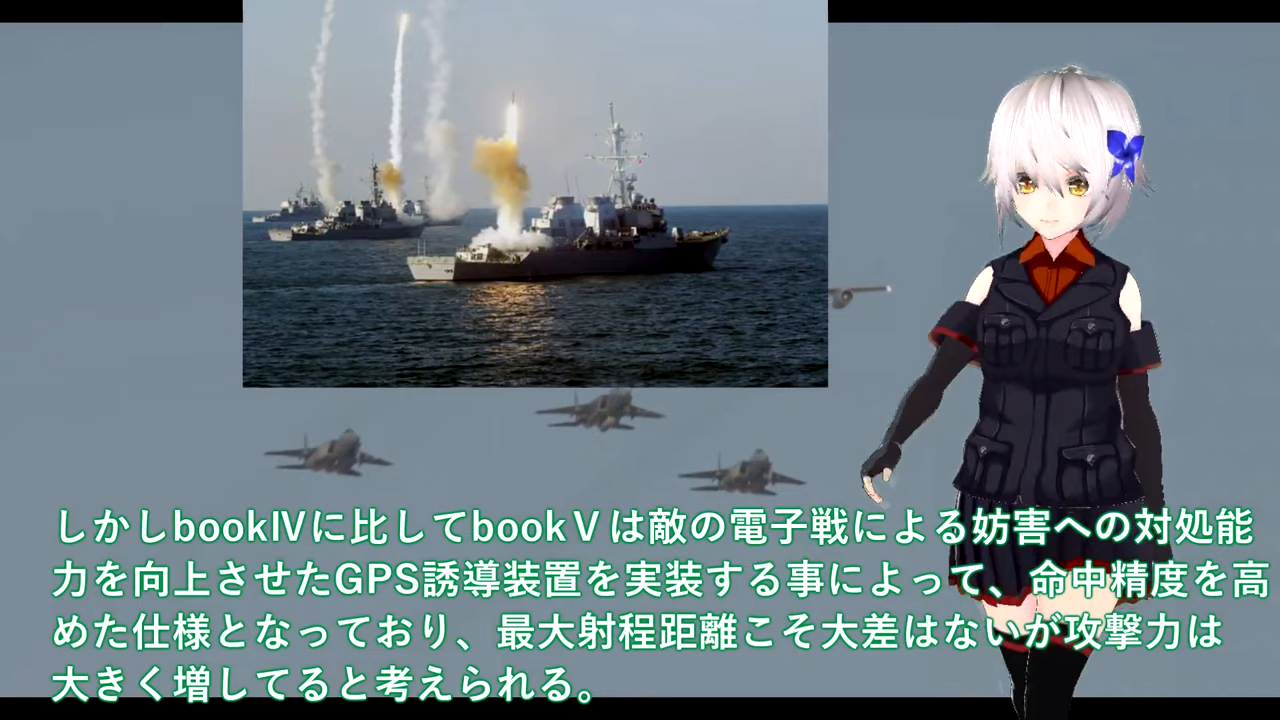 しかしbookⅣに比してbookⅤは敵の電子戦による妨害への対処能
力を向上させたGPS誘導装置を実装する事によって、命中精度を高
めた仕様となっており、最大射程距離こそ大差はないが攻撃力は
大きく増してると考えられる。